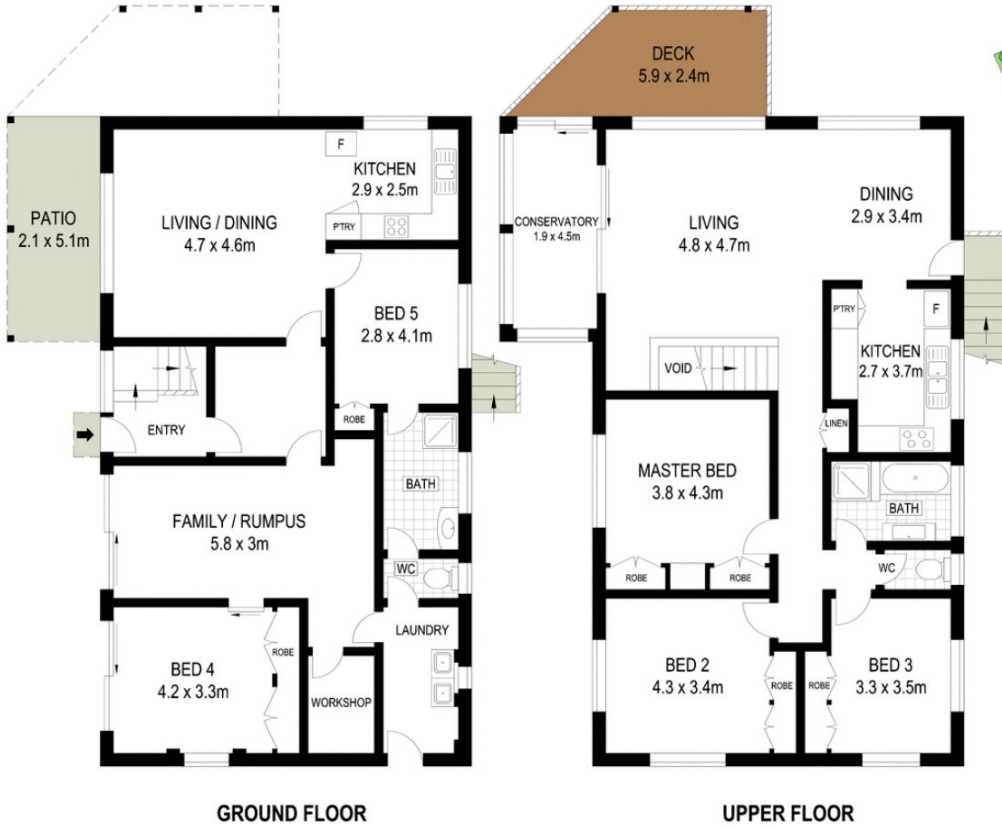 DECK
5.9 x 2.4m
F
KITCHEN
2.9 x 2.5m
P'TRY
LIVING / DINING
4.7 x 4.6m
PATIO
2.1 x 5.1m
BED 5
2.8 x 4.1m
ROBE
ENTRY
BATH
FAMILY / RUMPUS
5.8 x 3m
WC
LAUNDRY
BED 4
4.2 x 3.3m
ROBE
WORKSHOP
GROUND FLOOR
CONSERVATORY
1.9 x 4.5m
LIVING
4.8 x 4.7m
DINING
2.9 x 3.4m
P'TRY
F
KITCHEN
2.7 x 3.7m
VOID
LINEN
MASTER BED
3.8 x 4.3m
BATH
ROBE
ROBE
WC
BED 2
4.3 x 3.4m
ROBE
ROBE
BED 3
3.3 x 3.5m
UPPER FLOOR